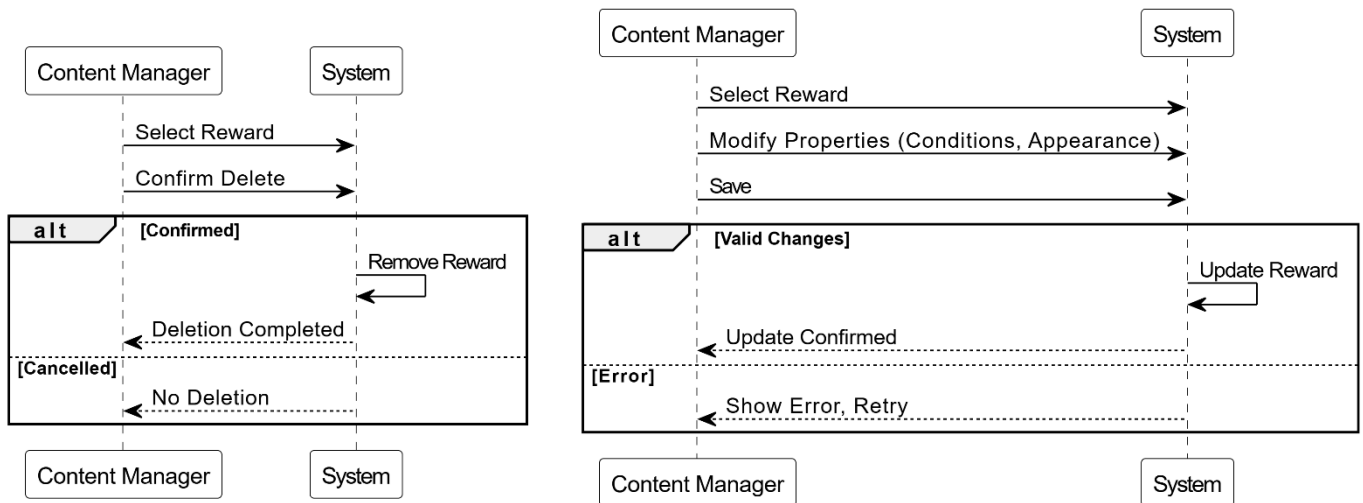 Content Manager
System
Select Reward
Confirm Delete
alt
[Confirmed]
Remove Reward
Deletion Completed
[Cancelled]
No Deletion
Content Manager
System
Content Manager
System
Select Reward
Modify Properties (Conditions, Appearance)
Save
alt
[Valid Changes]
Update Reward
Update Confirmed
[Error]
Show Error, Retry
Content Manager
System